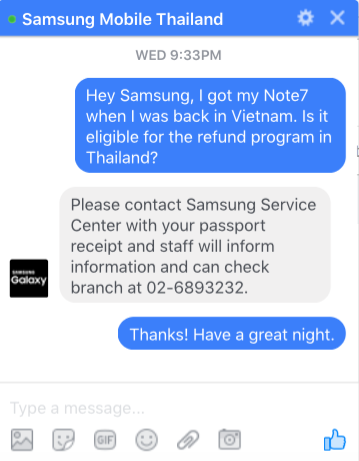 Samsung Mobile Thailand
WED 9:33PM
Hey Samsung, I got my Note7
when I was back in Vietnam. Is it
eligible for the refund program in
Thailand?
Please contact Samsung Service
Center with your passport
receipt and staff will inform
information and can check
branch at 02-6893232.
SAMSUNG
Galaxy
Thanks! Have a great night.
Type a message...
GIF